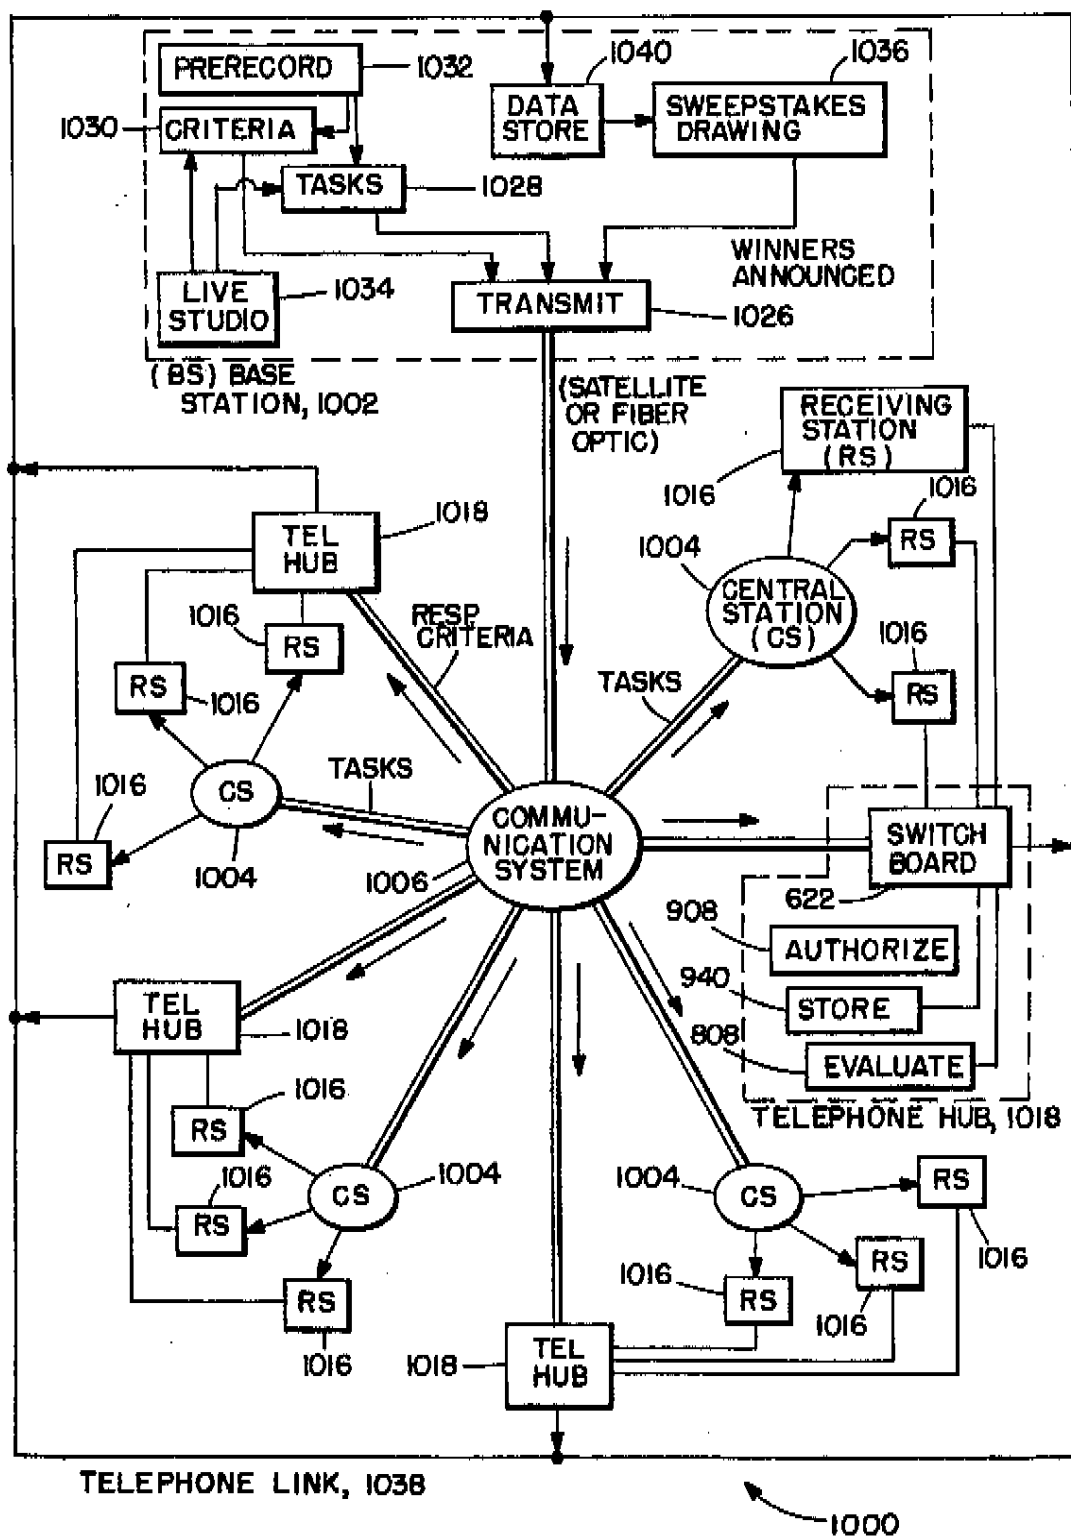 PRERECORD
1032
1040
1036
1030
CRITERIA
DATA
STORE
SWEEPSTAKES
DRAWING
TASKS
1028
WINNERS
ANNOUNCED
LIVE
STUDIO
1034
TRANSMIT
1026
(BS) BASE
STATION, 1002
(SATELLITE
OR FIBER
OPTIC)
RECEIVING
STATION
(RS)
1016
1016
RS
1018
TEL
HUB
1004
CENTRAL
STATION
(CS)
RESP.
CRITERIA
1016
RS
1016
RS
RS
1016
TASKS
TASKS
1016
CS
RS
1004
COMMU-
NICATION
SYSTEM
1006
SWITCH
BOARD
622
908
AUTHORIZE
940
STORE
808
EVALUATE
TELEPHONE HUB, 1018
TEL
HUB
1018
1016
RS
1016
RS
CS
1004
RS
1016
1004
CS
RS
1016
RS
1016
1016
RS
1018
TEL
HUB
TELEPHONE LINK, 1038
1000